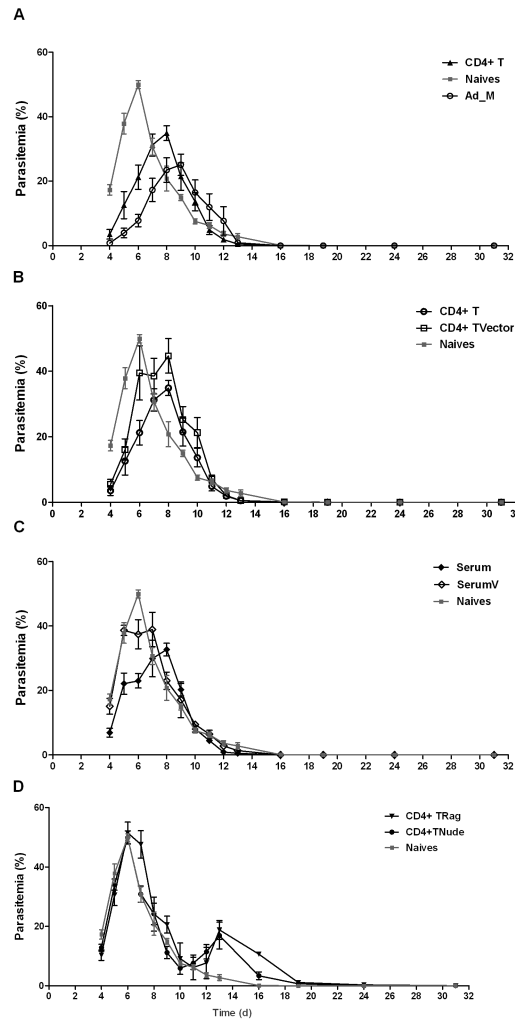 A
Parasitemia (%)
60
40
20
0
CD4+ T
Naives
Ad_M
0 2 4 6 8 10 12 14 16 18 20 22 24 26 28 30 32
B
Parasitemia (%)
60
40
20
0
CD4+ T
CD4+ TVector
Naives
0 2 4 6 8 10 12 14 16 18 20 22 24 26 28 30 32
C
Parasitemia (%)
60
40
20
0
Serum
SerumV
Naives
0 2 4 6 8 10 12 14 16 18 20 22 24 26 28 30 32
D
Parasitemia (%)
60
40
20
0
CD4+ TRag
CD4+TNude
Naives
0 2 4 6 8 10 12 14 16 18 20 22 24 26 28 30 32
Time (d)